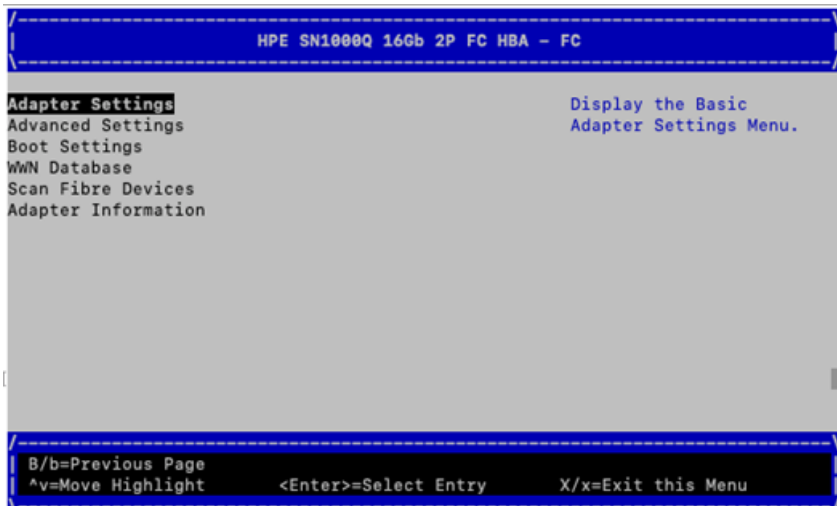 HPE SN1000Q 16Gb 2P FC HBA - FC
Adapter Settings
Advanced Settings
Boot Settings
WWN Database
Scan Fibre Devices
Adapter Information
Display the Basic
Adapter Settings Menu.
B/b=Previous Page
^v=Move Highlight <Enter>=Select Entry X/x=Exit this Menu